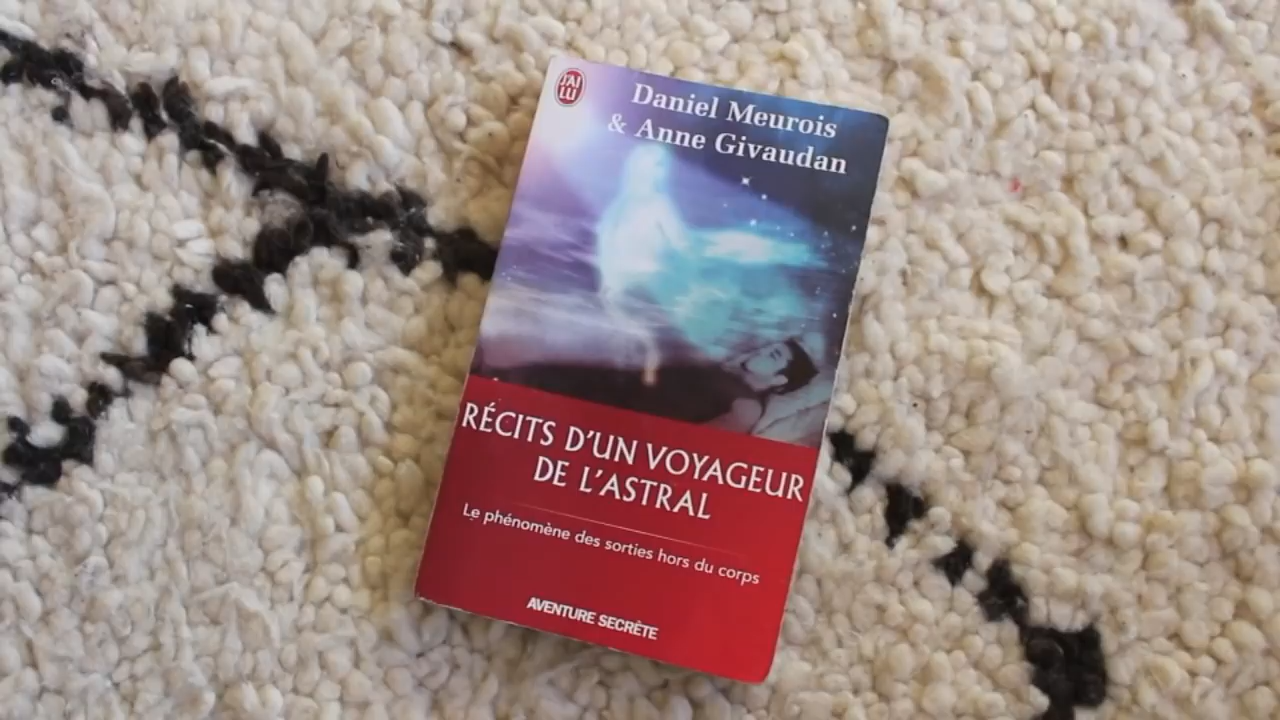 J'AI
LU
Daniel Meurois
& Anne Givaudan
RÉCITS D'UN VOYAGEUR
DE L'ASTRAL
Le phénomène des sorties hors du corps
AVENTURE SECRÈTE